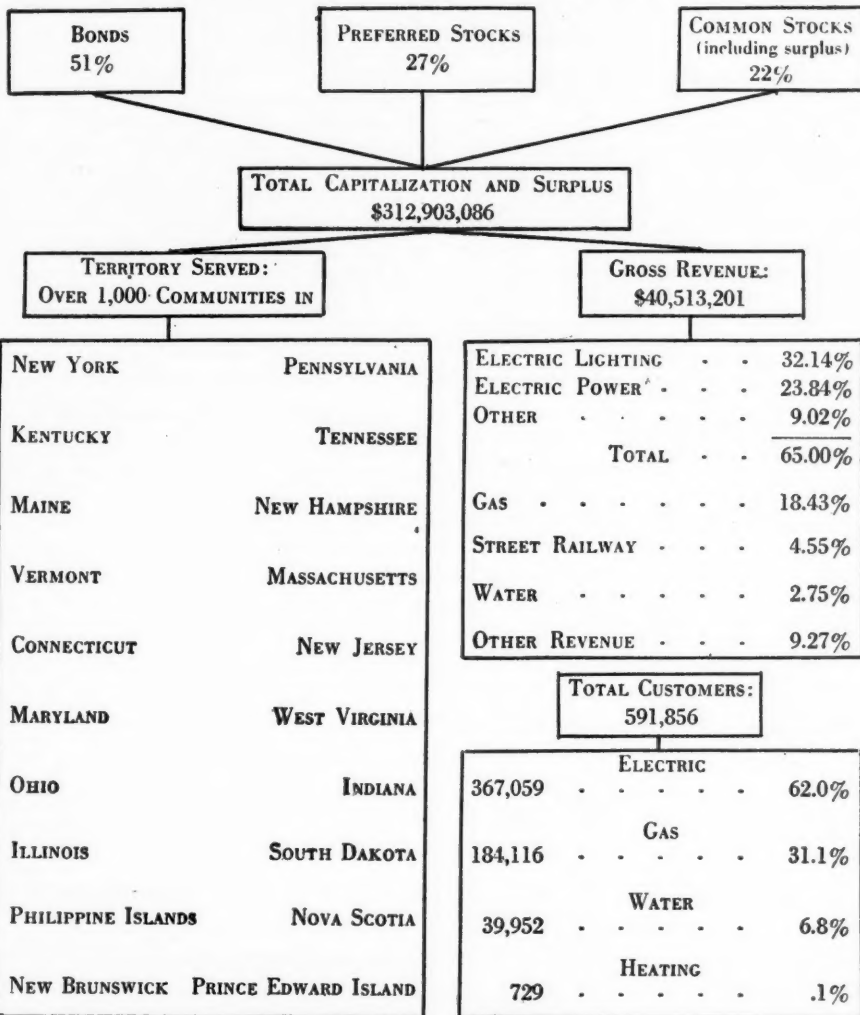 BONDS
51%
PREFERRED STOCKS
27%
COMMON STOCKS
(including surplus)
22%
TOTAL CAPITALIZATION AND SURPLUS
$312,903,086
TERRITORY SERVED:
OVER 1,000 COMMUNITIES IN
NEW YORK PENNSYLVANIA
KENTUCKY TENNESSEE
MAINE NEW HAMPSHIRE
VERMONT MASSACHUSETTS
CONNECTICUT NEW JERSEY
MARYLAND WEST VIRGINIA
OHIO INDIANA
ILLINOIS SOUTH DAKOTA
PHILIPPINE ISLANDS NOVA SCOTIA
NEW BRUNSWICK PRINCE EDWARD ISLAND
GROSS REVENUE:
$40,513,201
ELECTRIC LIGHTING - - 32.14%
ELECTRIC POWER - - - 23.84%
OTHER - - - - - 9.02%
TOTAL - - 65.00%
GAS - - - - - - 18.43%
STREET RAILWAY - - - 4.55%
WATER - - - - - 2.75%
OTHER REVENUE - - - 9.27%
TOTAL CUSTOMERS:
591,856
ELECTRIC
367,059 - - - - - 62.0%
GAS
184,116 - - - - - 31.1%
WATER
39,952 - - - - - 6.8%
HEATING
729 - - - - - .1%